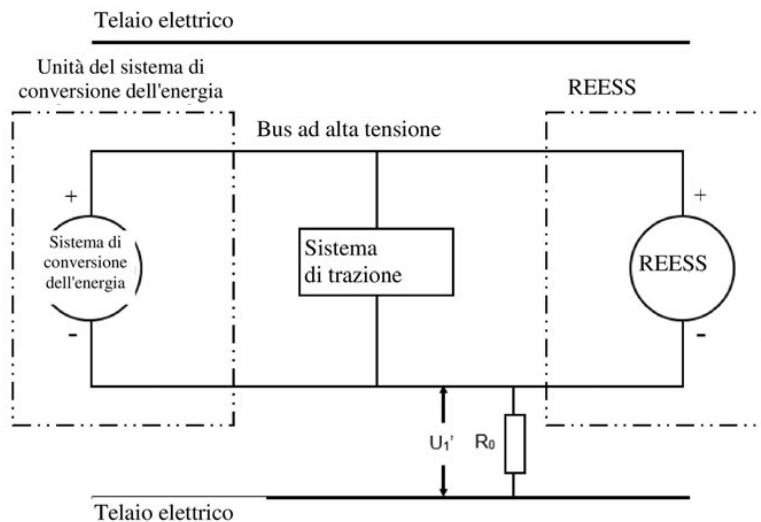 Telaio elettrico
Unità del sistema di
conversione dell'energia
REESS
Bus ad alta tensione
+
+
Sistema di
conversione
dell'energia
Sistema
di trazione
REESS
-
-
U₁' R₀
Telaio elettrico